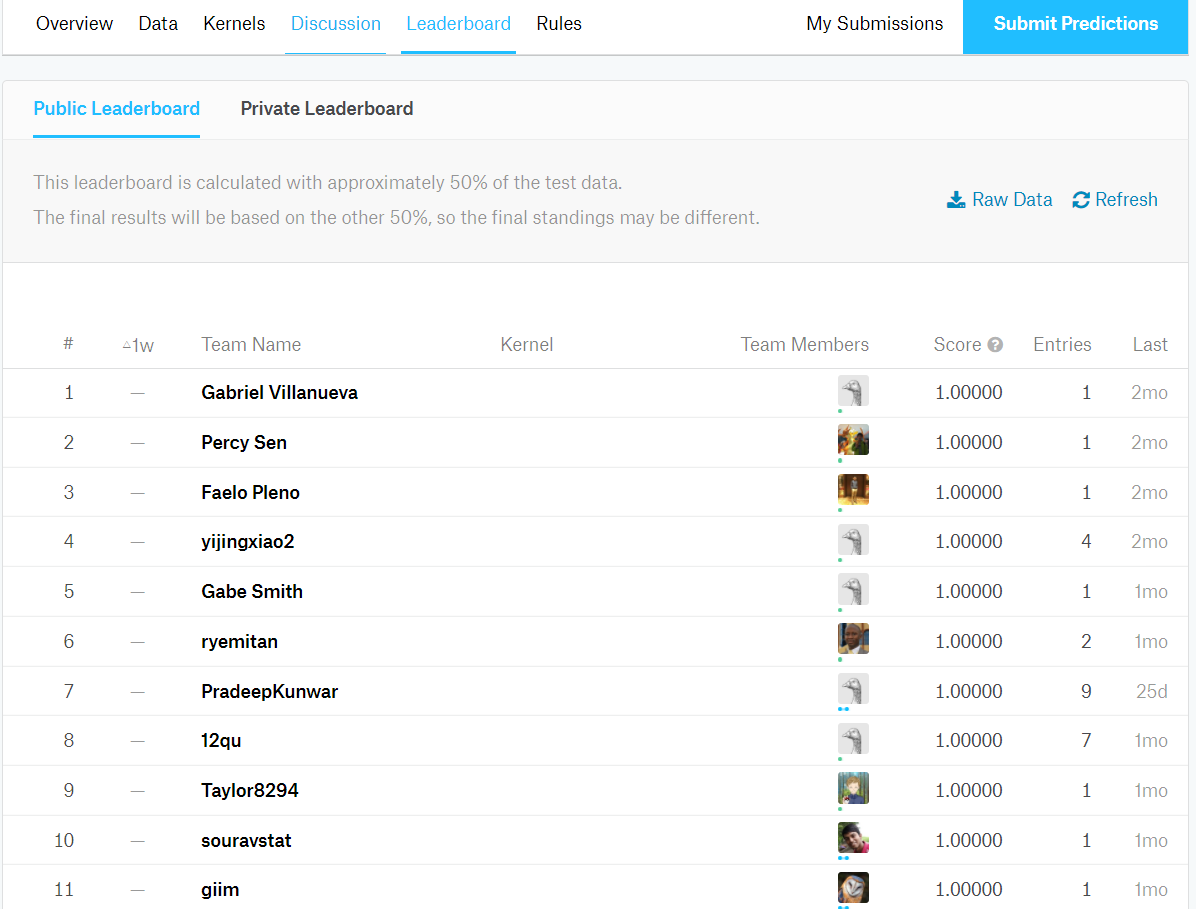 Overview Data Kernels Discussion Leaderboard Rules My Submissions Submit Predictions
Public Leaderboard Private Leaderboard
This leaderboard is calculated with approximately 50% of the test data.
The final results will be based on the other 50%, so the final standings may be different.
Raw Data Refresh
# △1w Team Name Kernel Team Members Score ? Entries Last
1 — Gabriel Villanueva 1.00000 1 2mo
2 — Percy Sen 1.00000 1 2mo
3 — Faelo Pleno 1.00000 1 2mo
4 — yijingxiao2 1.00000 4 2mo
5 — Gabe Smith 1.00000 1 1mo
6 — ryemitan 1.00000 2 1mo
7 — PradeepKunwar 1.00000 9 25d
8 — 12qu 1.00000 7 1mo
9 — Taylor8294 1.00000 1 1mo
10 — souravstat 1.00000 1 1mo
11 — giim 1.00000 1 1mo